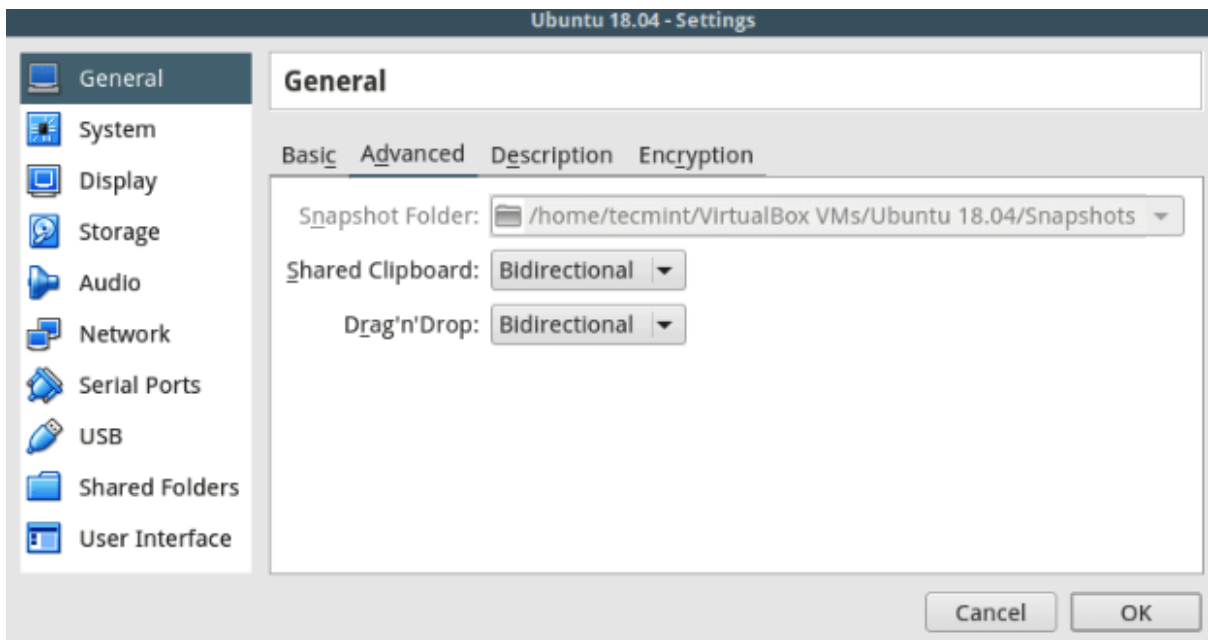 Ubuntu 18.04 - Settings
General
System
Display
Storage
Audio
Network
Serial Ports
USB
Shared Folders
User Interface
General
Basic Advanced Description Encryption
Snapshot Folder: /home/tecmint/VirtualBox VMs/Ubuntu 18.04/Snapshots
Shared Clipboard: Bidirectional
Drag'n'Drop: Bidirectional
Cancel OK